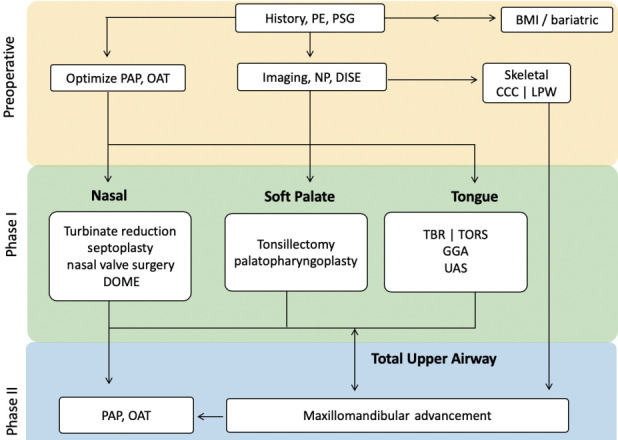 Preoperative
History, PE, PSG
BMI / bariatric
Optimize PAP, OAT
Imaging, NP, DISE
Skeletal
CCC | LPW
Phase I
Nasal
Turbinate reduction
septoplasty
nasal valve surgery
DOME
Soft Palate
Tonsillectomy
palatopharyngoplasty
Tongue
TBR | TORS
GGA
UAS
Phase II
Total Upper Airway
PAP, OAT
Maxillomandibular advancement